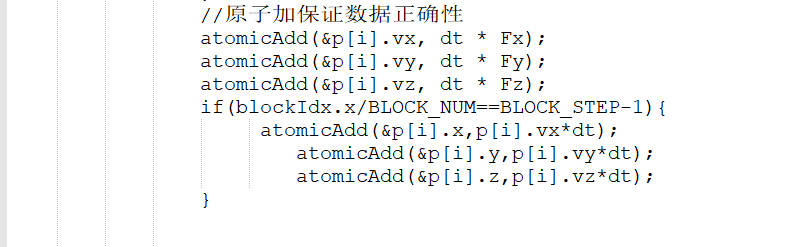 //原子加保证数据正确性
atomicAdd(&p[i].vx, dt * Fx);
atomicAdd(&p[i].vy, dt * Fy);
atomicAdd(&p[i].vz, dt * Fz);
if(blockIdx.x/BLOCK_NUM==BLOCK_STEP-1){
atomicAdd(&p[i].x,p[i].vx*dt);
atomicAdd(&p[i].y,p[i].vy*dt);
atomicAdd(&p[i].z,p[i].vz*dt);
}